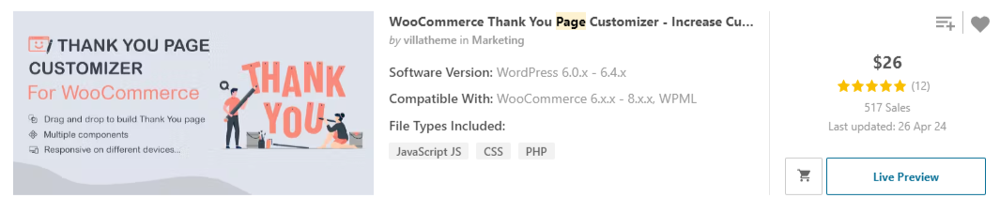 THANK YOU PAGE
CUSTOMIZER
For WooCommerce
Drag and drop to build Thank You page
Multiple components
Responsive on different devices...
THANK
YOU
WooCommerce Thank You Page Customizer - Increase Cu...
by villatheme in Marketing
Software Version: WordPress 6.0.x - 6.4.x
Compatible With: WooCommerce 6.x.x - 8.x.x, WPML
File Types Included:
JavaScript JS CSS PHP
$26
(12)
517 Sales
Last updated: 26 Apr 24
Live Preview